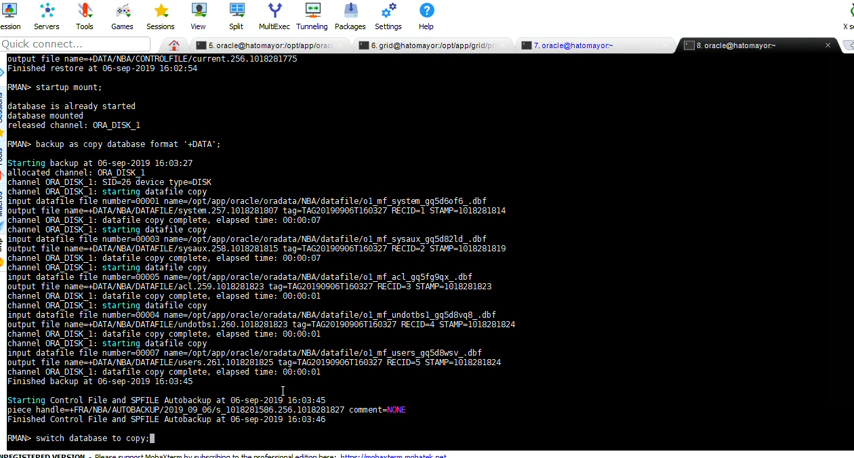 Servers
Tools
Games
Sessions
View
Split
MultiExec
Tunneling
Packages
Settings
Help
Quick connect...
5. oracle@hatomayor:/opt/app/orac
6. grid@hatomayor:/opt/app/grid/pr
7. oracle@hatomayor:~
8. oracle@hatomayor:~
output file name=+DATA/NBA/CONTROLFILE/current.256.1018281775
Finished restore at 06-sep-2019 16:02:54
RMAN> startup mount;
database is already started
database mounted
released channel: ORA_DISK_1
RMAN> backup as copy database format '+DATA';
Starting backup at 06-sep-2019 16:03:27
allocated channel: ORA_DISK_1
channel ORA_DISK_1: SID=26 device type=DISK
channel ORA_DISK_1: starting datafile copy
input datafile file number=00001 name=/opt/app/oracle/oradata/NBA/datafile/o1_mf_system_gq5d6of6_.dbf
output file name=+DATA/NBA/DATAFILE/system.257.1018281807 tag=TAG20190906T160327 RECID=1 STAMP=1018281814
channel ORA_DISK_1: datafile copy complete, elapsed time: 00:00:07
channel ORA_DISK_1: starting datafile copy
input datafile file number=00003 name=/opt/app/oracle/oradata/NBA/datafile/o1_mf_sysaux_gq5d82ld_.dbf
output file name=+DATA/NBA/DATAFILE/sysaux.258.1018281815 tag=TAG20190906T160327 RECID=2 STAMP=1018281819
channel ORA_DISK_1: datafile copy complete, elapsed time: 00:00:07
channel ORA_DISK_1: starting datafile copy
input datafile file number=00005 name=/opt/app/oracle/oradata/NBA/datafile/o1_mf_acl_gq5fg9qx_.dbf
output file name=+DATA/NBA/DATAFILE/acl.259.1018281823 tag=TAG20190906T160327 RECID=3 STAMP=1018281823
channel ORA_DISK_1: datafile copy complete, elapsed time: 00:00:01
channel ORA_DISK_1: starting datafile copy
input datafile file number=00004 name=/opt/app/oracle/oradata/NBA/datafile/o1_mf_undotbs1_gq5d8vq8_.dbf
output file name=+DATA/NBA/DATAFILE/undotbs1.260.1018281823 tag=TAG20190906T160327 RECID=4 STAMP=1018281824
channel ORA_DISK_1: datafile copy complete, elapsed time: 00:00:01
channel ORA_DISK_1: starting datafile copy
input datafile file number=00007 name=/opt/app/oracle/oradata/NBA/datafile/o1_mf_users_gq5d8wsv_.dbf
output file name=+DATA/NBA/DATAFILE/users.261.1018281825 tag=TAG20190906T160327 RECID=5 STAMP=1018281824
channel ORA_DISK_1: datafile copy complete, elapsed time: 00:00:01
Finished backup at 06-sep-2019 16:03:45
Starting Control File and SPFILE Autobackup at 06-sep-2019 16:03:45
piece handle=+FRA/NBA/AUTOBACKUP/2019_09_06/s_1018281586.256.1018281827 comment=NONE
Finished Control File and SPFILE Autobackup at 06-sep-2019 16:03:46
RMAN> switch database to copy;
NREGISTERED VERSION - Please support MobaXterm by subscribing to the professional edition here: https://mobaxterm.mobatek.net